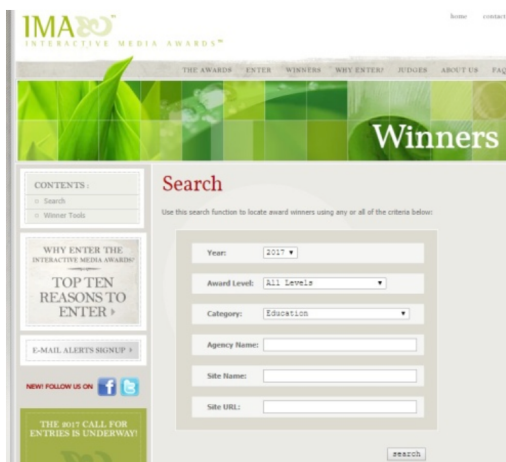 IMA
INTERACTIVE MEDIA AWARDS™
home contact
THE AWARDS ENTER WINNERS WHY ENTER? JUDGES ABOUT US FAQ
Winners
CONTENTS :
Search
Winner Tools
WHY ENTER THE
INTERACTIVE MEDIA AWARDS?
TOP TEN
REASONS TO
ENTER
E-MAIL ALERTS SIGNUP
NEW! FOLLOW US ON
THE 2017 CALL FOR
ENTRIES IS UNDERWAY!
Search
Use this search function to locate award winners using any or all of the criteria below:
Year: 2017
Award Level: All Levels
Category: Education
Agency Name:
Site Name:
Site URL:
search